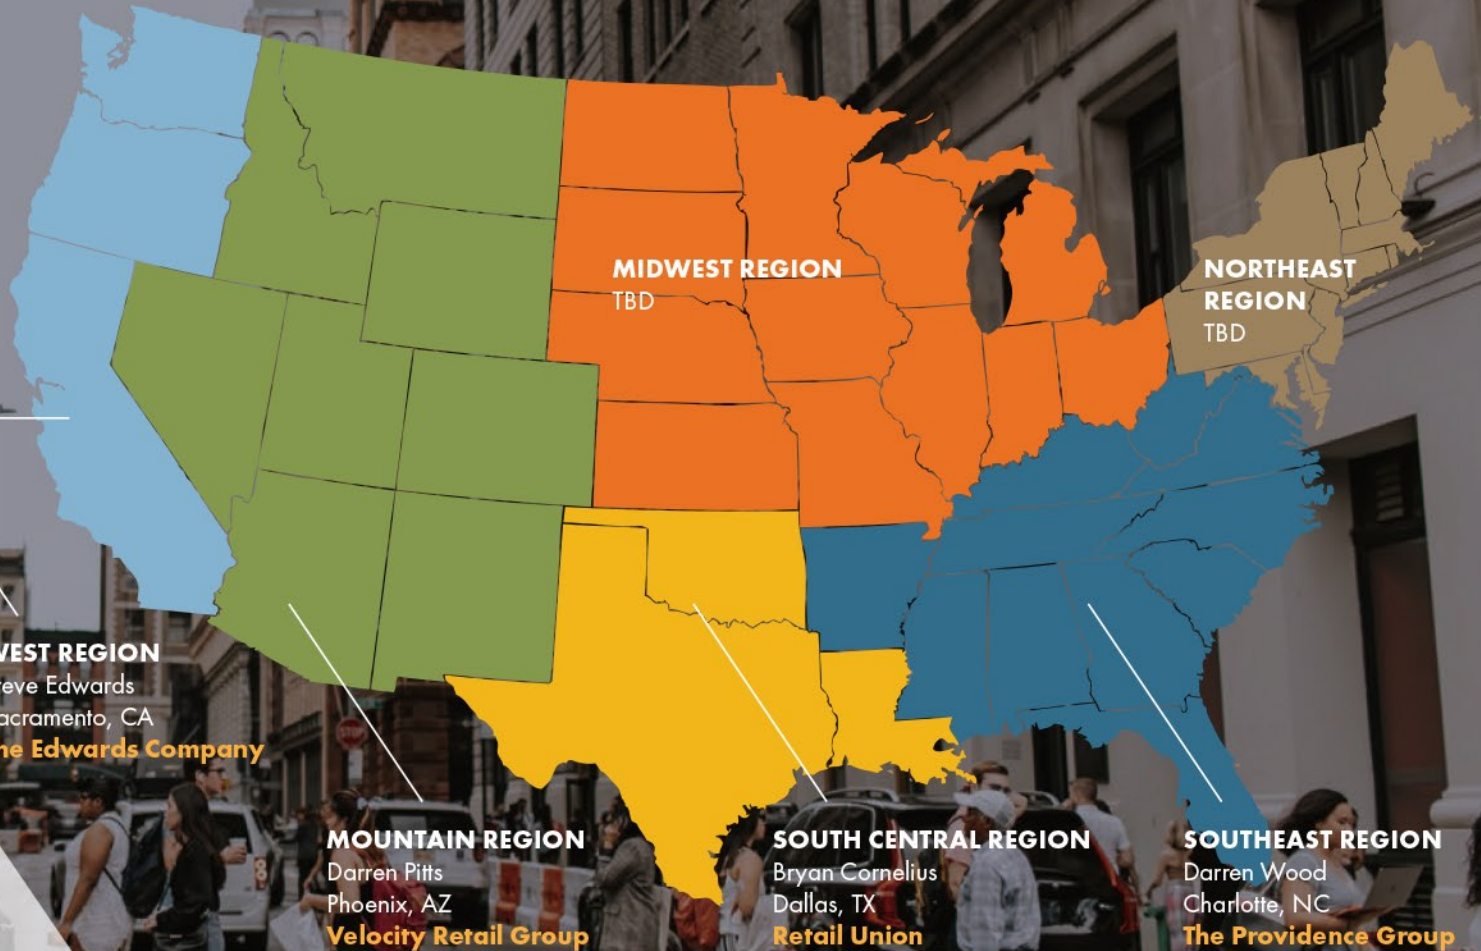 MIDWEST REGION
TBD
NORTHEAST
REGION
TBD
VEST REGION
eve Edwards
acramento, CA
ne Edwards Company
MOUNTAIN REGION
Darren Pitts
Phoenix, AZ
Velocity Retail Group
SOUTH CENTRAL REGION
Bryan Cornelius
Dallas, TX
Retail Union
SOUTHEAST REGION
Darren Wood
Charlotte, NC
The Providence Group
STOP